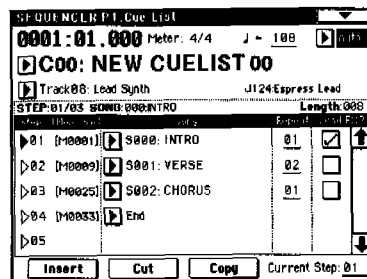 SEQUENCER P1.Cue List
0001:01.000 Meter: 4/4 ♩= 108
C00: NEW CUELIST 00
Track08: Lead Synth J124:Express Lead
STEP:01/03 SONG:000:INTRO Length:008
01 [M0001] S000: INTRO 01
02 [M0009] S001: VERSE 02
03 [M0025] S002: CHORUS 01
04 [M0033] End
05
Insert Cut Copy Current Step: 01